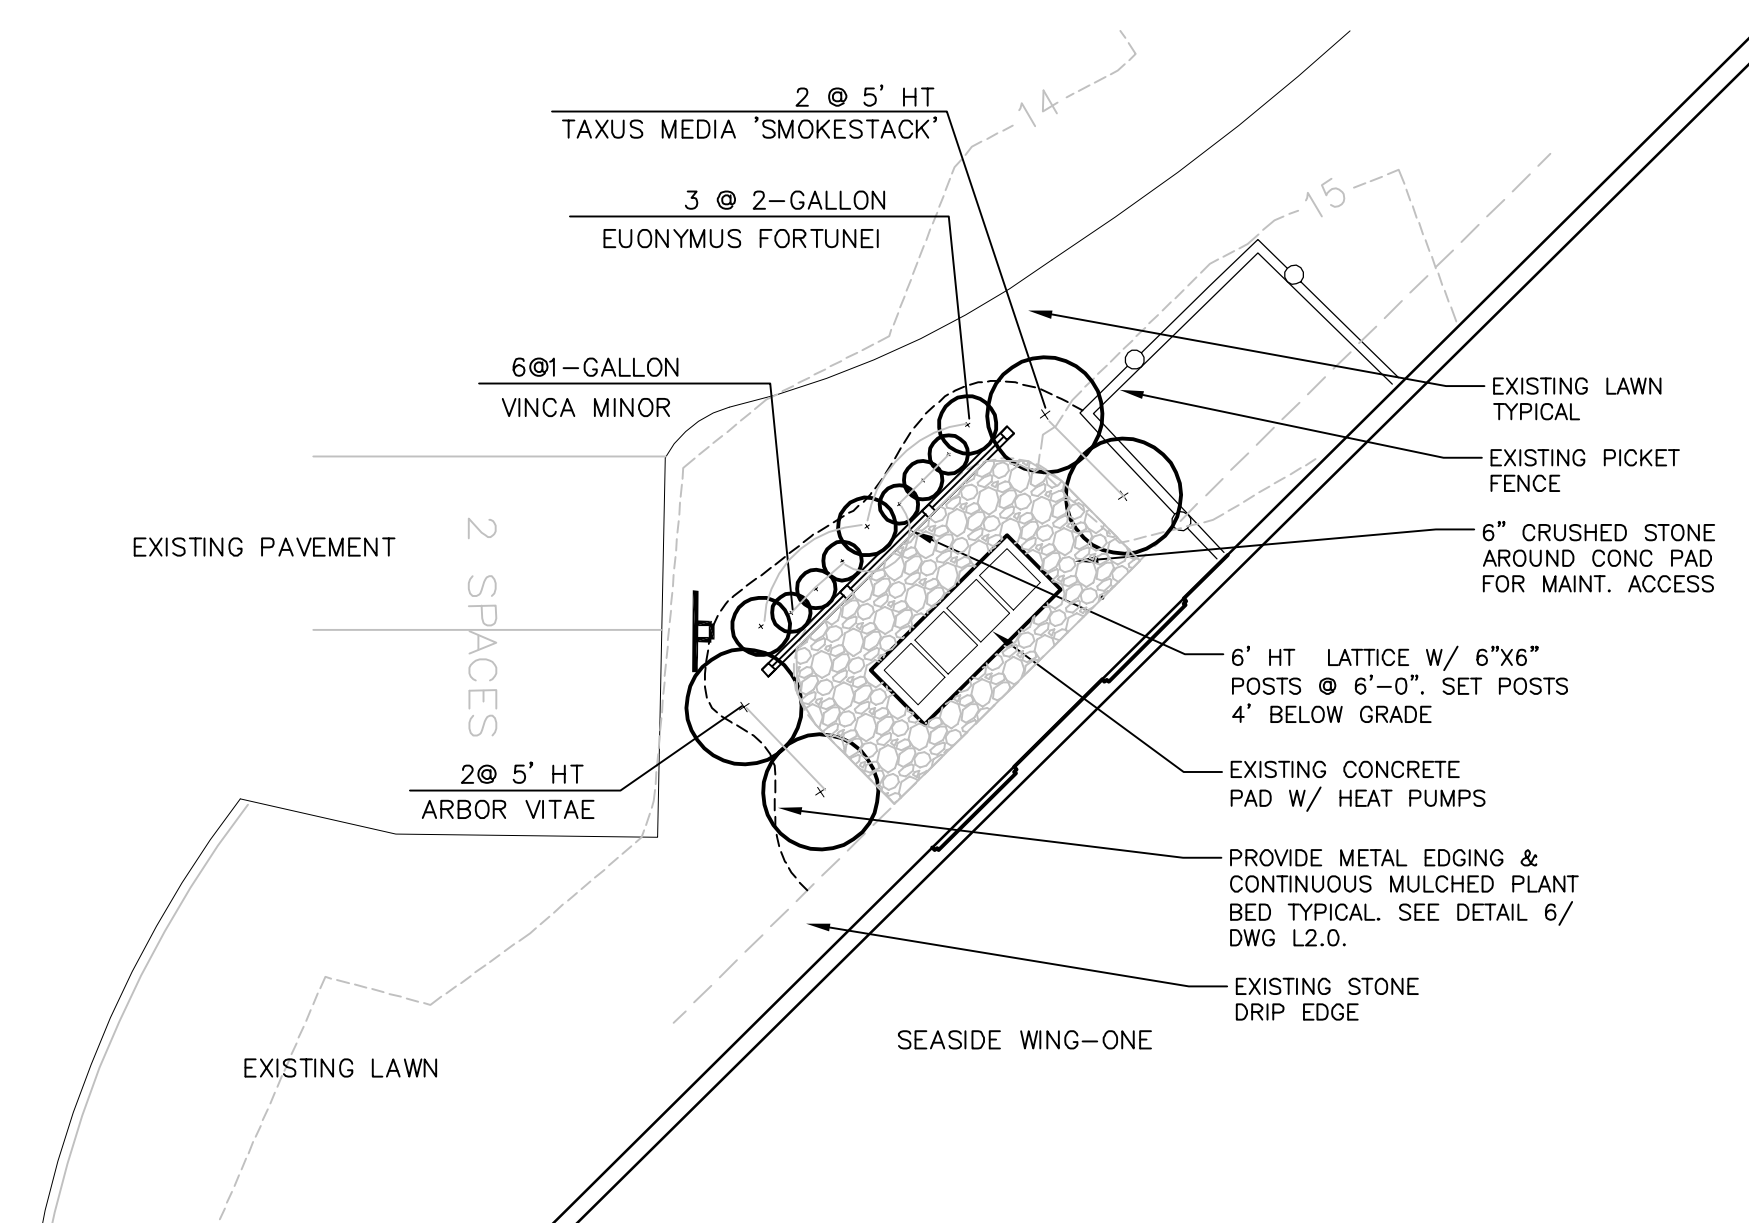 2 @ 5' HT
TAXUS MEDIA 'SMOKESTACK'
14
3 @ 2-GALLON
EUONYMUS FORTUNEI
15
6@1-GALLON
VINCA MINOR
EXISTING LAWN
TYPICAL
EXISTING PICKET
FENCE
EXISTING PAVEMENT
2 SPACES
6" CRUSHED STONE
AROUND CONC PAD
FOR MAINT. ACCESS
6' HT LATTICE W/ 6"X6"
POSTS @ 6'-0". SET POSTS
4' BELOW GRADE
2@ 5' HT
ARBOR VITAE
EXISTING CONCRETE
PAD W/ HEAT PUMPS
PROVIDE METAL EDGING &
CONTINUOUS MULCHED PLANT
BED TYPICAL. SEE DETAIL 6/
DWG L2.0.
EXISTING STONE
DRIP EDGE
SEASIDE WING-ONE
EXISTING LAWN